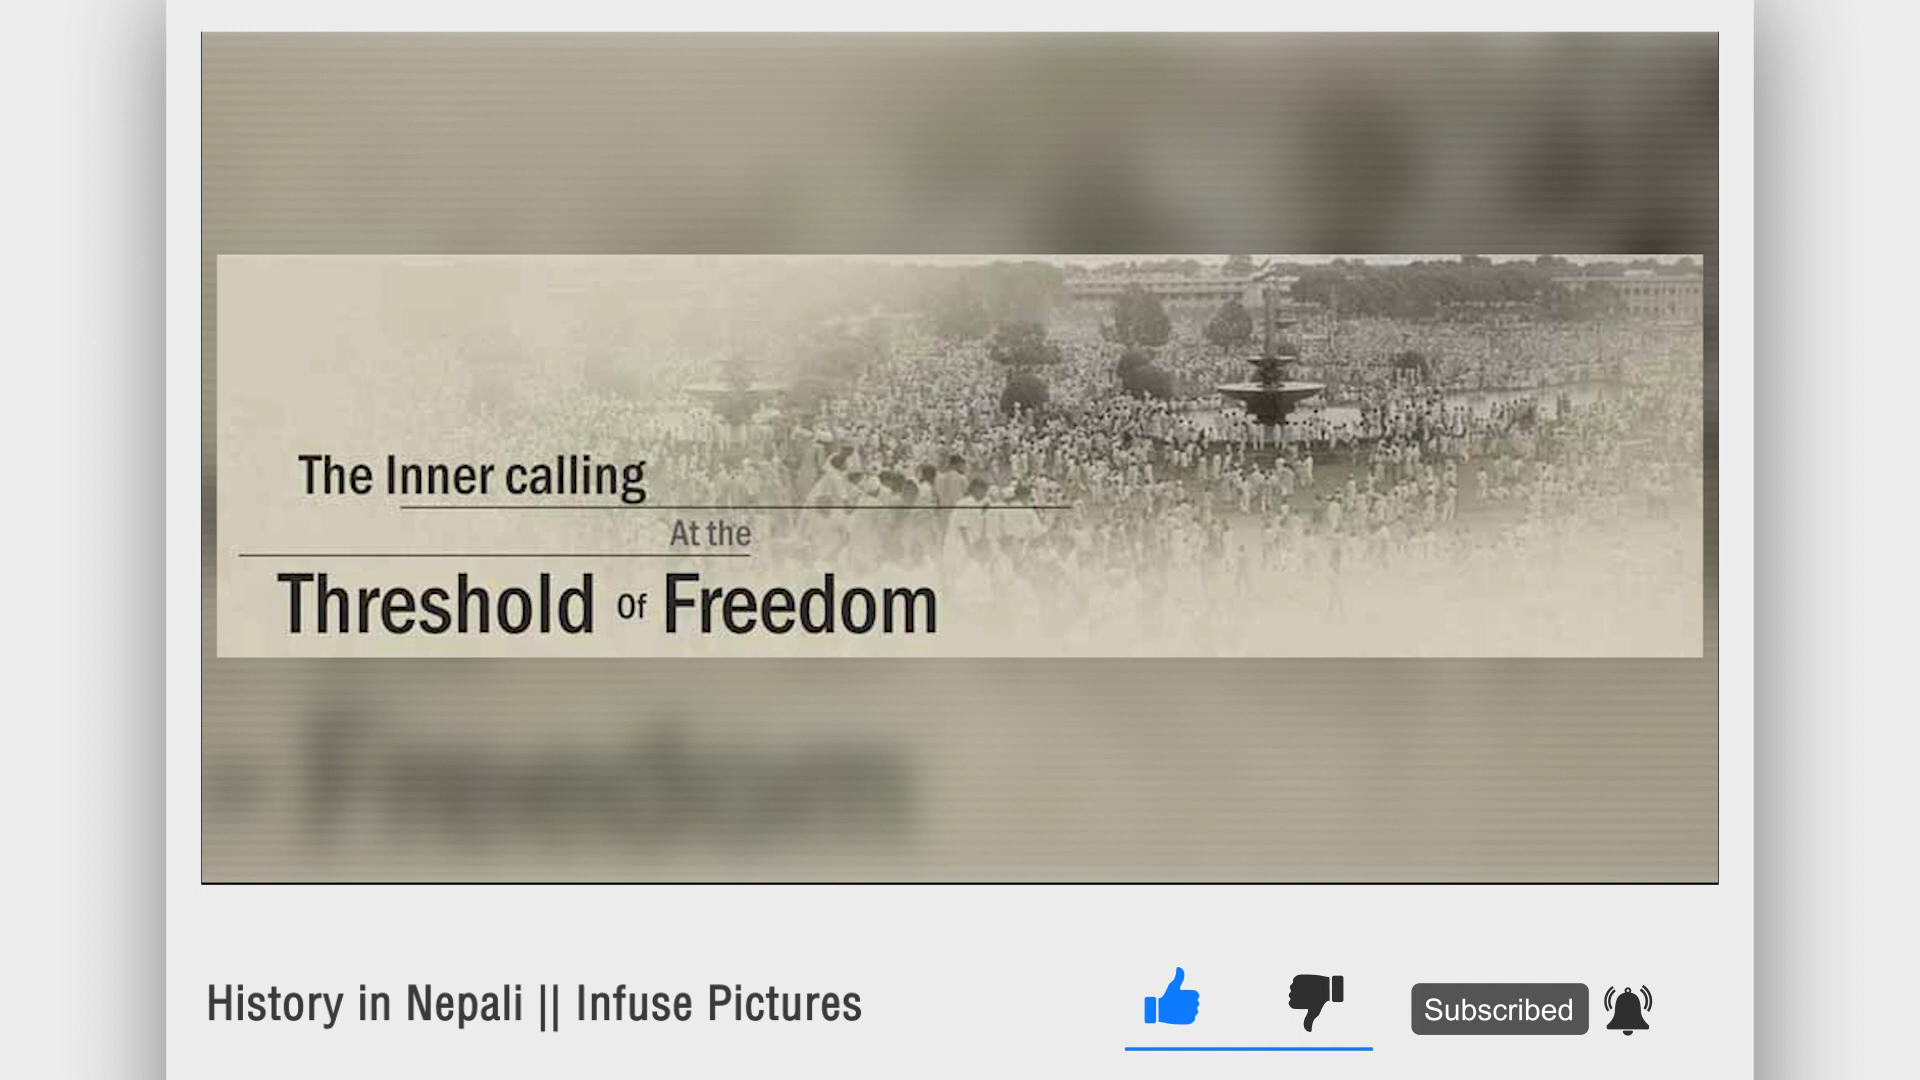 The Inner calling
At the
Threshold of Freedom
History in Nepali || Infuse Pictures
Subscribed